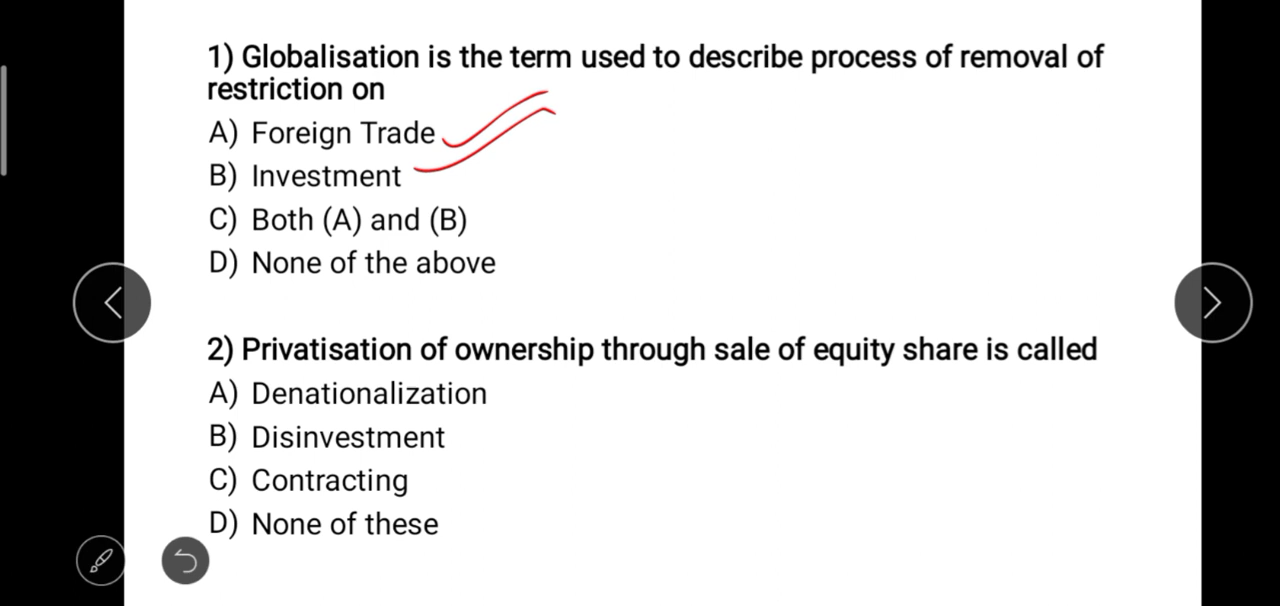 1) Globalisation is the term used to describe process of removal of
restriction on
A) Foreign Trade
B) Investment
C) Both (A) and (B)
D) None of the above
2) Privatisation of ownership through sale of equity share is called
A) Denationalization
B) Disinvestment
C) Contracting
D) None of these